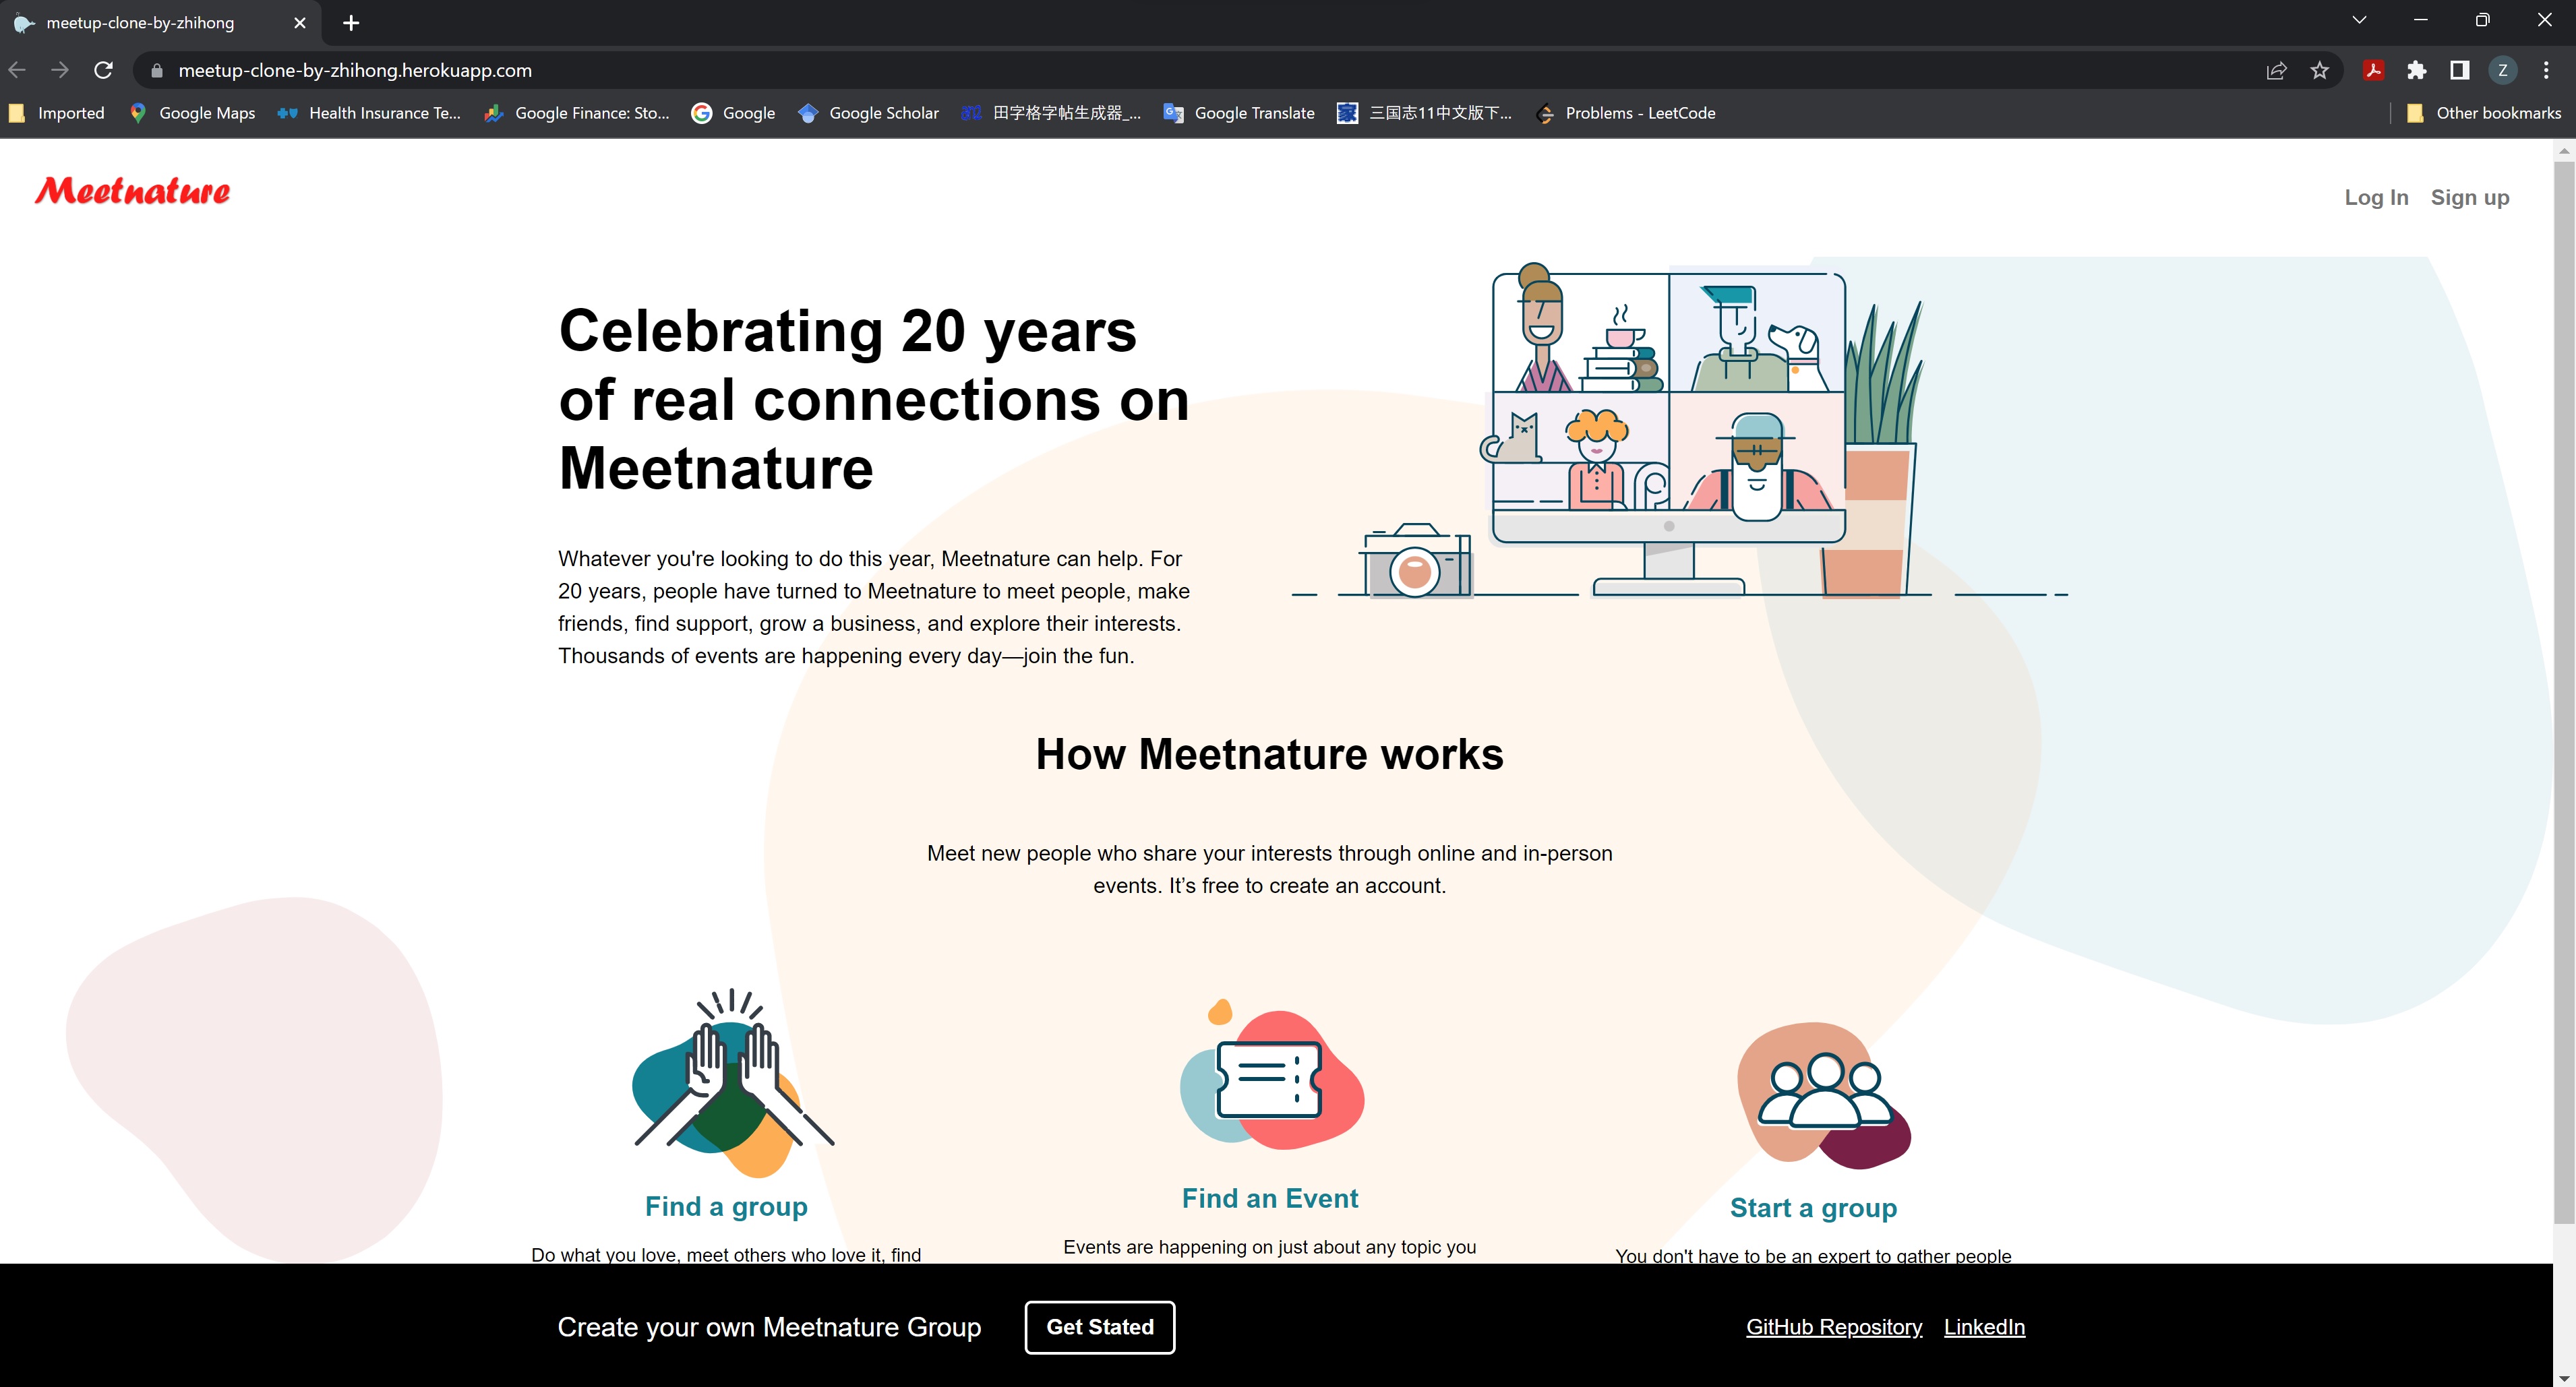 meetup-clone-by-zhihong
meetup-clone-by-zhihong.herokuapp.com
Z
Imported
Google Maps
Health Insurance Te...
Google Finance: Sto...
Google
Google Scholar
田字格字帖生成器_...
Google Translate
三国志11中文版下...
Problems - LeetCode
Other bookmarks
Meetnature
Log In
Sign up
Celebrating 20 years
of real connections on
Meetnature
Whatever you're looking to do this year, Meetnature can help. For
20 years, people have turned to Meetnature to meet people, make
friends, find support, grow a business, and explore their interests.
Thousands of events are happening every day—join the fun.
How Meetnature works
Meet new people who share your interests through online and in-person
events. It’s free to create an account.
Find a group
Do what you love, meet others who love it, find
Find an Event
Events are happening on just about any topic you
Start a group
You don't have to be an expert to gather people
Create your own Meetnature Group
Get Stated
GitHub Repository
LinkedIn